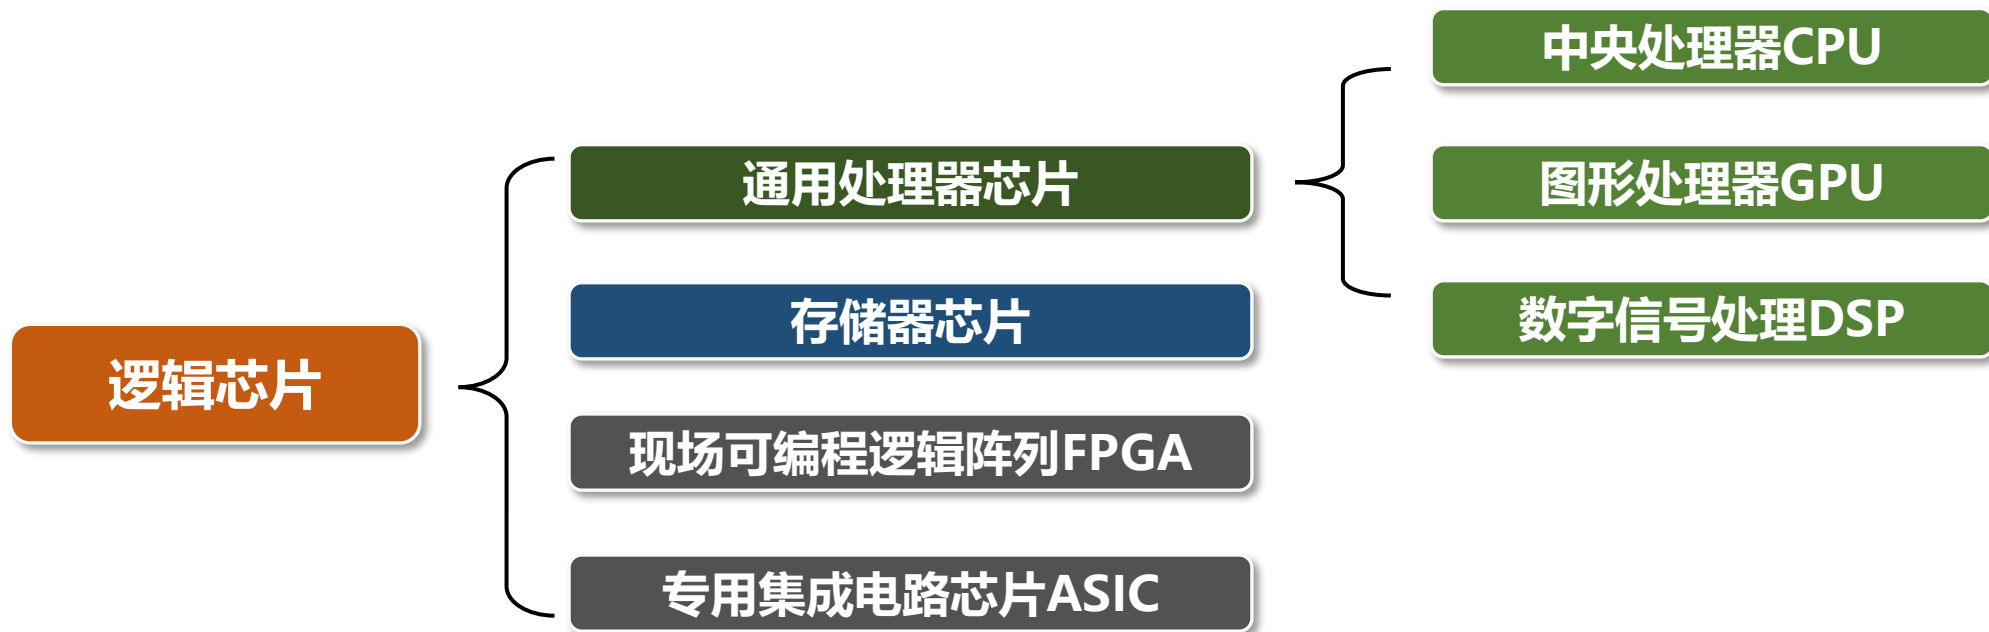 逻辑芯片
通用处理器芯片
存储器芯片
现场可编程逻辑阵列FPGA
专用集成电路芯片ASIC
中央处理器CPU
图形处理器GPU
数字信号处理DSP